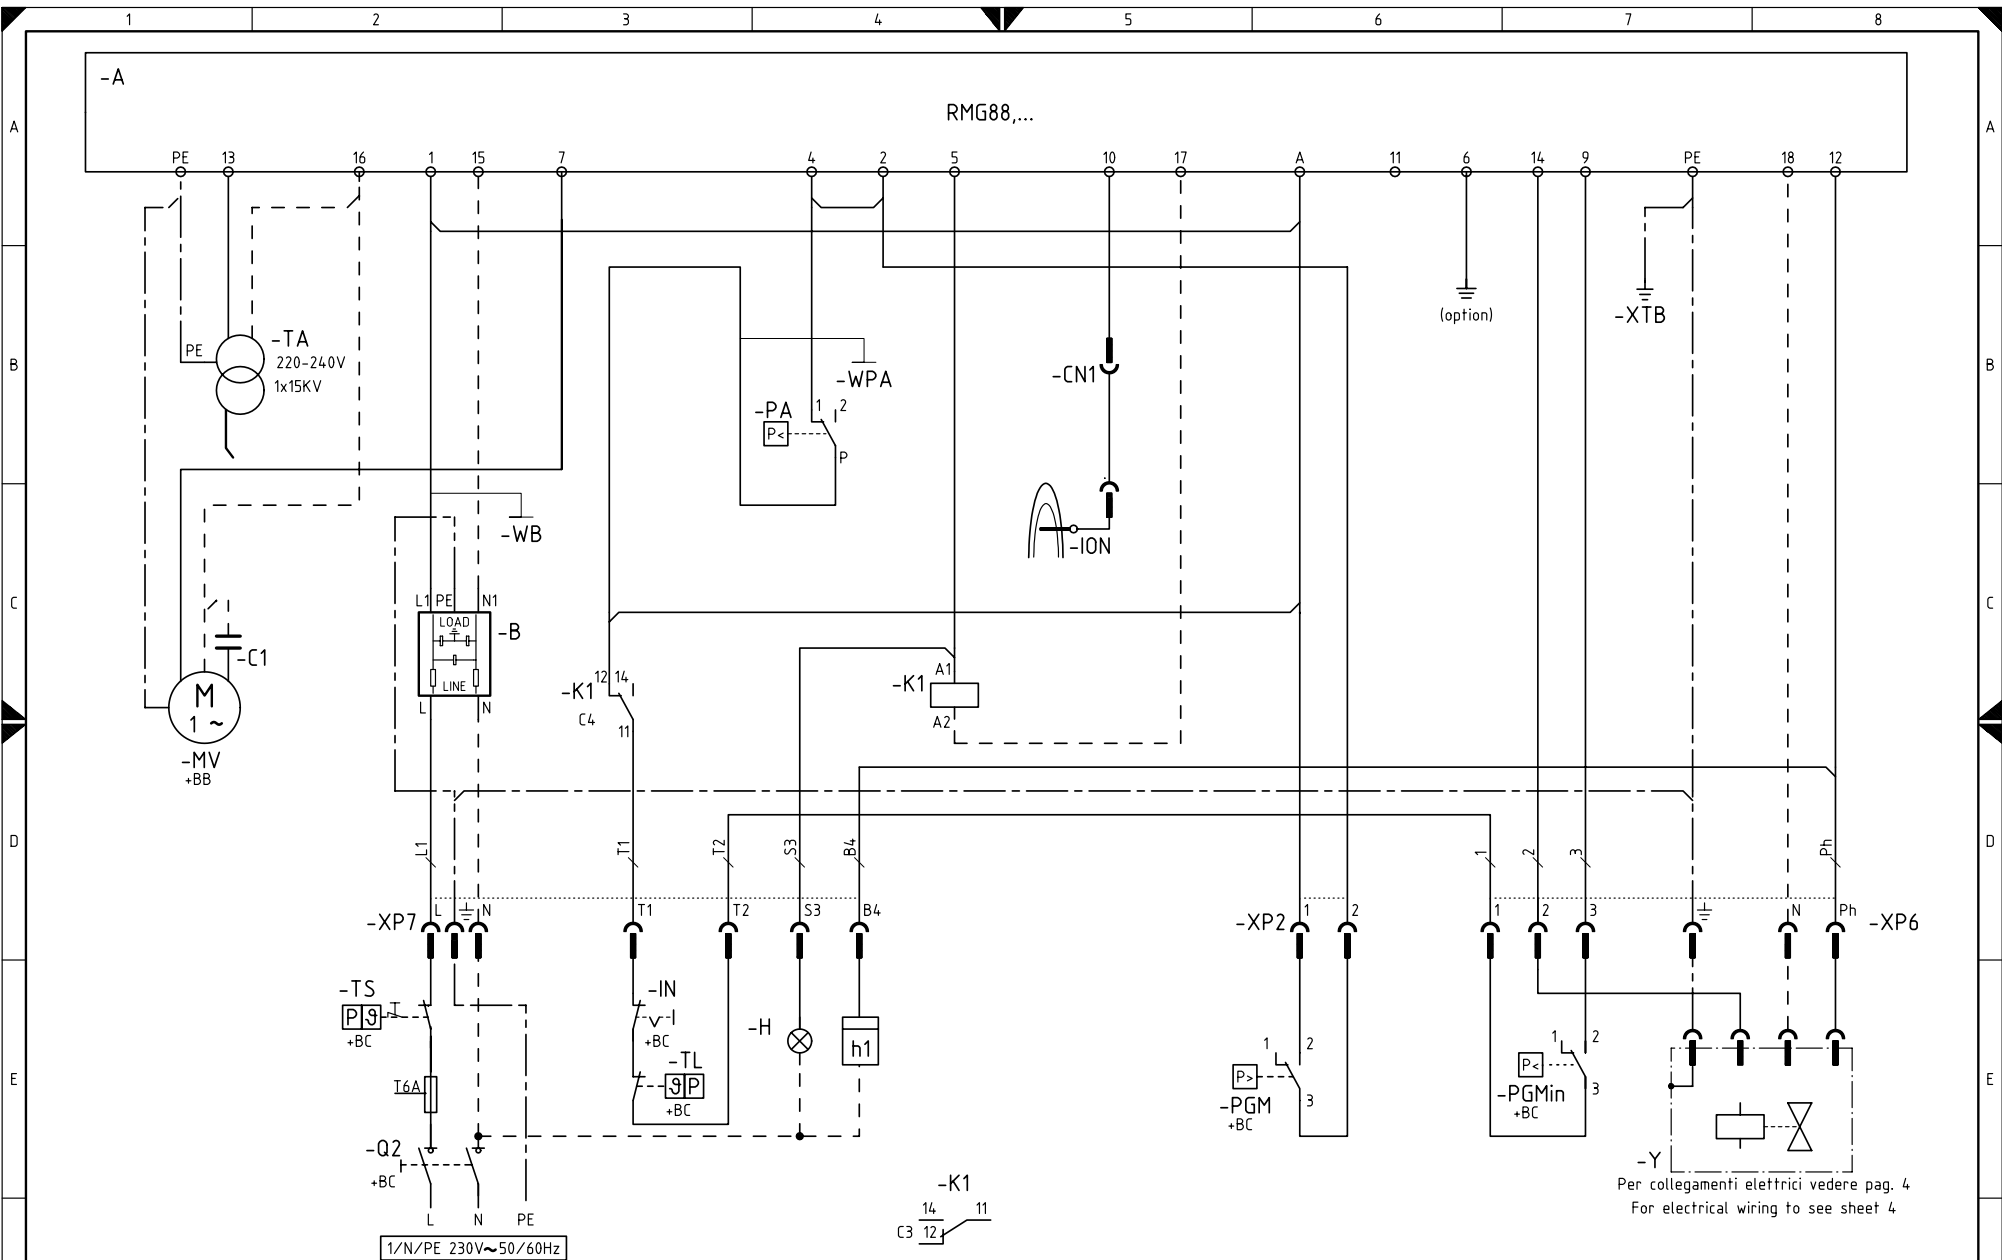 1 2 3 4 5 6 7 8
-A
RMG88,...
A A
PE 13 16 1 15 7 4 2 5 10 17 A 11 6 14 9 PE 18 12
(option)
-XTB
-TA
220-240V
1x15KV
PE
B B
-WPA
-CN1
-PA
1 2
P<
P
-WB
-ION
C C
L1 PE N1
LOAD
-B
LINE
L N
-C1
M
1 ~
-MV
+BB
-K1
12 14
C4
11
A1
-K1
A2
D D
L1 T1 T2 S3 B4 1 2 3 Ph
-XP7
L N T1 T2 S3 B4
-XP2
1 2
1 2 3 N Ph
-XP6
-TS
P ϑ
+BC
-IN
+BC
-TL
ϑ P
+BC
-H
h1
E E
T6A
-Q2
+BC
1 2
P>
3
-PGM
+BC
1 2
P<
3
-PGMin
+BC
-Y
Per collegamenti elettrici vedere pag. 4
For electrical wiring to see sheet 4
-K1
14 11
C3 12
L N PE
1/N/PE 230V~50/60Hz